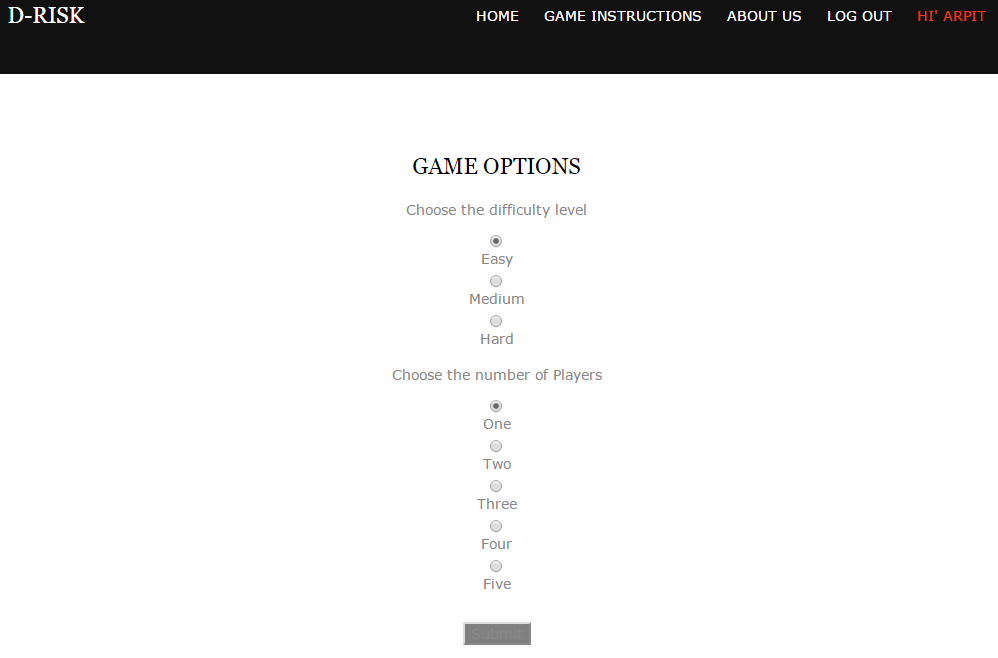 D-RISK
HOME GAME INSTRUCTIONS ABOUT US LOG OUT HI' ARPIT
GAME OPTIONS
Choose the difficulty level
Easy
Medium
Hard
Choose the number of Players
One
Two
Three
Four
Five
Submit